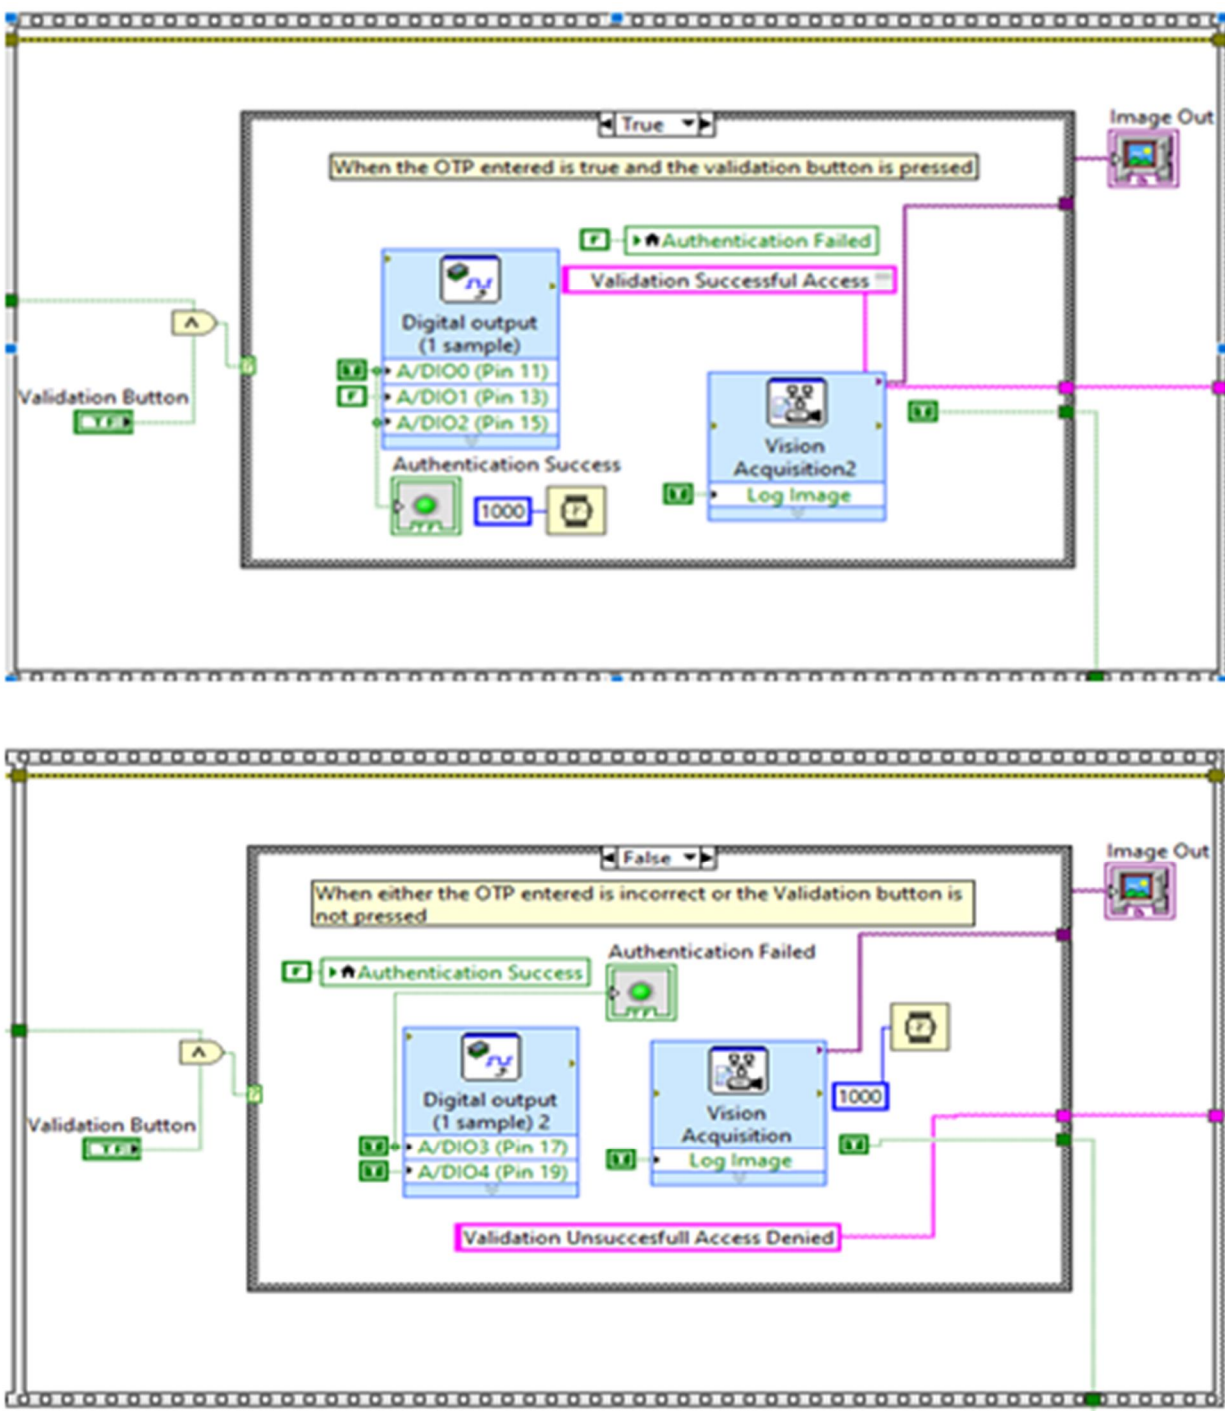 True
Image Out
When the OTP entered is true and the validation button is pressed
F
Authentication Failed
Validation Successful Access
Digital output
(1 sample)
T
A/DIO0 (Pin 11)
F
A/DIO1 (Pin 13)
A/DIO2 (Pin 15)
Validation Button
TF
T
Vision
Acquisition2
T
Log Image
Authentication Success
TF
1000
False
Image Out
When either the OTP entered is incorrect or the Validation button is
not pressed
Authentication Failed
F
Authentication Success
TF
Digital output
(1 sample) 2
T
A/DIO3 (Pin 17)
T
A/DIO4 (Pin 19)
Validation Button
TF
1000
Vision
Acquisition
T
T
Log Image
Validation Unsuccesfull Access Denied